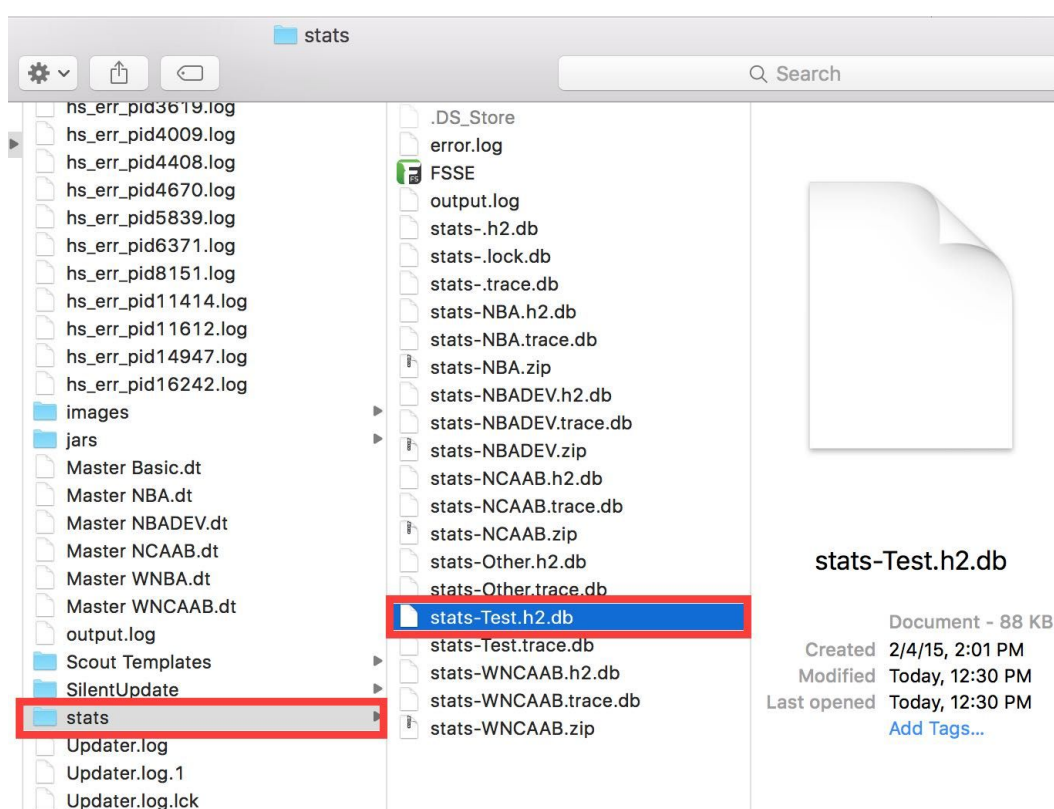 stats
Search
hs_err_pid3619.log
hs_err_pid4009.log
hs_err_pid4408.log
hs_err_pid4670.log
hs_err_pid5839.log
hs_err_pid6371.log
hs_err_pid8151.log
hs_err_pid11414.log
hs_err_pid11612.log
hs_err_pid14947.log
hs_err_pid16242.log
images
jars
Master Basic.dt
Master NBA.dt
Master NBADEV.dt
Master NCAAB.dt
Master WNBA.dt
Master WNCAAB.dt
output.log
Scout Templates
SilentUpdate
stats
Updater.log
Updater.log.1
Updater.log.lck
.DS_Store
error.log
FSSE
output.log
stats-.h2.db
stats-.lock.db
stats-.trace.db
stats-NBA.h2.db
stats-NBA.trace.db
stats-NBA.zip
stats-NBADEV.h2.db
stats-NBADEV.trace.db
stats-NBADEV.zip
stats-NCAAB.h2.db
stats-NCAAB.trace.db
stats-NCAAB.zip
stats-Other.h2.db
stats-Other.trace.db
stats-Test.h2.db
stats-Test.trace.db
stats-WNCAAB.h2.db
stats-WNCAAB.trace.db
stats-WNCAAB.zip
stats-Test.h2.db
Document - 88 KB
Created 2/4/15, 2:01 PM
Modified Today, 12:30 PM
Last opened Today, 12:30 PM
Add Tags...